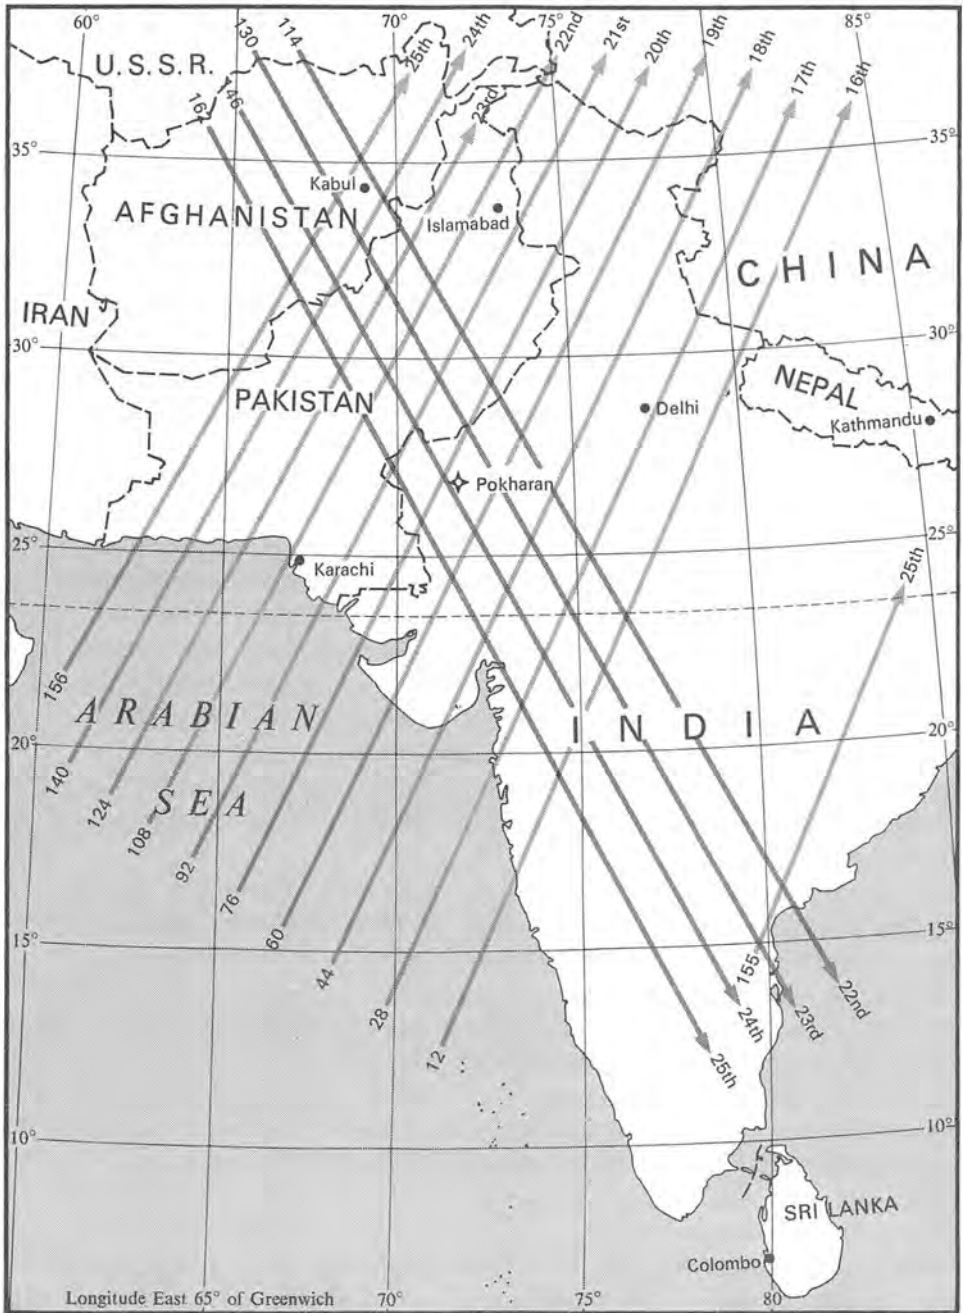 60°
70°
75°
85°
130
114
25th
24th
22nd
21st
20th
19th
18th
17th
16th
U.S.S.R.
146
23rd
35°
35°
Kabul
AFGHANISTAN
Islamabad
CHINA
IRAN
30°
30°
NEPAL
PAKISTAN
Delhi
Kathmandu
Pokharan
25°
25°
Karachi
25th
156
ARABIAN
INDIA
20°
20°
140
124
SEA
108
92
76
60
15°
15°
44
155
22nd
28
24th
23rd
12
25th
10°
10°
SRI LANKA
Colombo
Longitude East 65° of Greenwich
70°
75
80